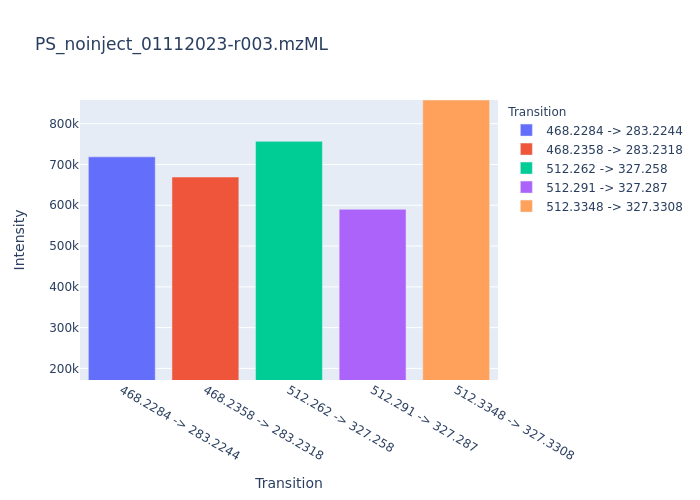 PS_noinject_01112023-r003.mzML
Transition
468.2284 -> 283.2244
468.2358 -> 283.2318
512.262 -> 327.258
512.291 -> 327.287
512.3348 -> 327.3308
800k
700k
600k
500k
400k
300k
200k
Intensity
468.2284 -> 283.2244
468.2358 -> 283.2318
512.262 -> 327.258
512.291 -> 327.287
512.3348 -> 327.3308
Transition